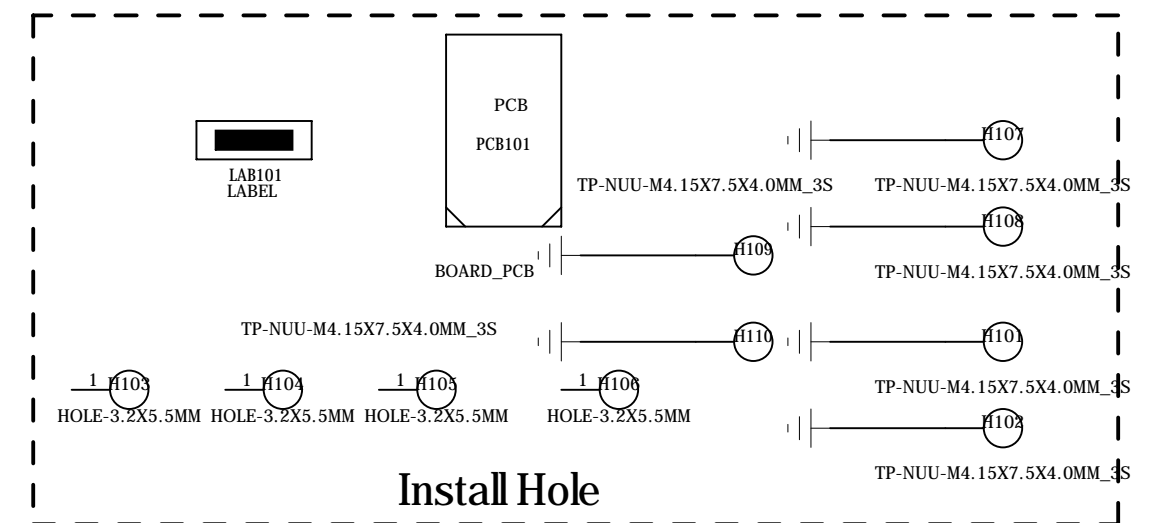 PCB
PCB101
LAB101
LABEL
H107
TP-NUU-M4.15X7.5X4.0MM_3S
TP-NUU-M4.15X7.5X4.0MM_3S
H108
H109
BOARD_PCB
TP-NUU-M4.15X7.5X4.0MM_3S
TP-NUU-M4.15X7.5X4.0MM_3S
H110
H101
1 H103
1 H104
1 H105
1 H106
TP-NUU-M4.15X7.5X4.0MM_3S
HOLE-3.2X5.5MM
HOLE-3.2X5.5MM
HOLE-3.2X5.5MM
HOLE-3.2X5.5MM
H102
TP-NUU-M4.15X7.5X4.0MM_3S
Install Hole